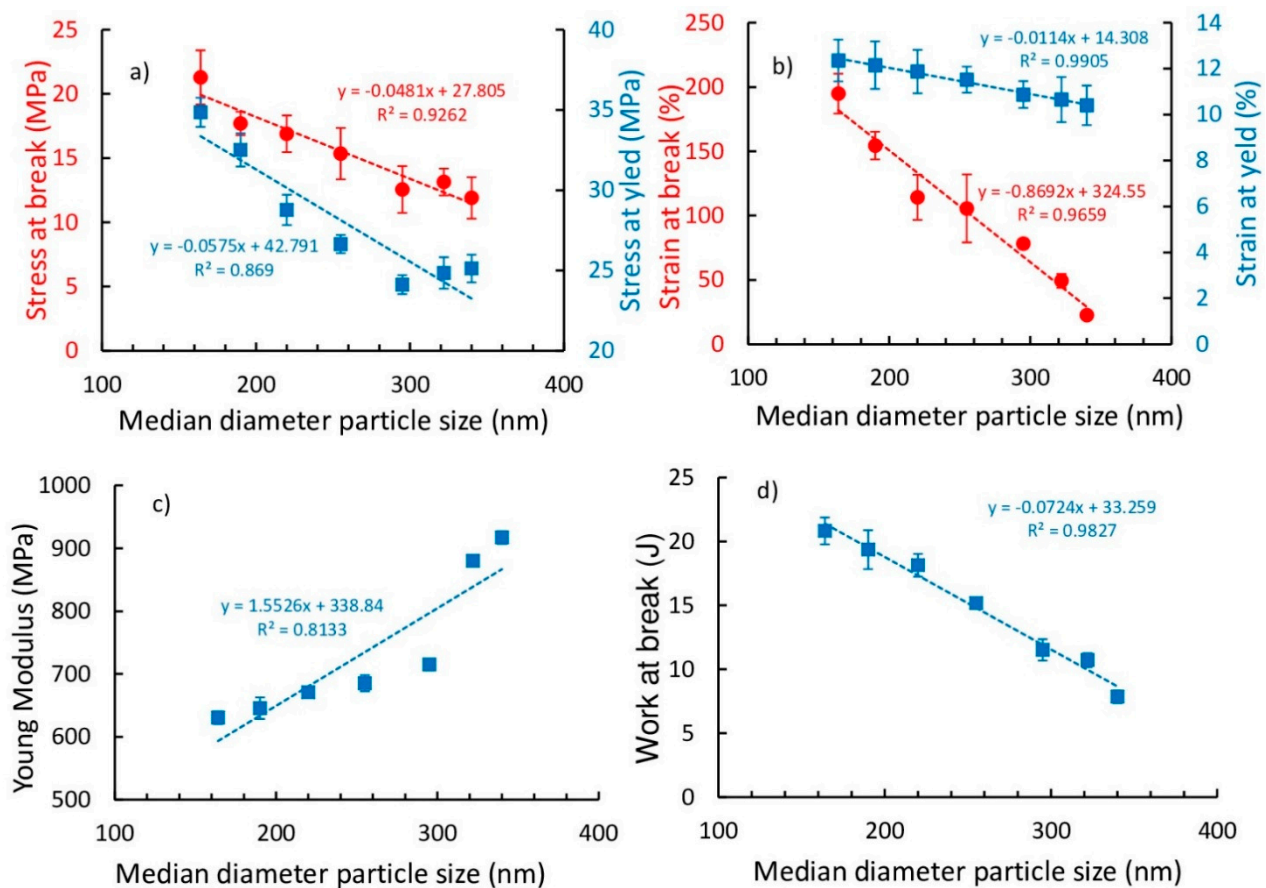 a)
Stress at break (MPa)
25
20
15
10
5
0
y = -0.0481x + 27.805
R² = 0.9262
y = -0.0575x + 42.791
R² = 0.869
40
35
30
25
20
Stress at yled (MPa)
100
200
300
400
Median diameter particle size (nm)
b)
Strain at break (%)
250
200
150
100
50
0
y = -0.0114x + 14.308
R² = 0.9905
y = -0.8692x + 324.55
R² = 0.9659
14
12
10
8
6
4
2
0
Strain at yeld (%)
100
200
300
400
Median diameter particle size (nm)
c)
Young Modulus (MPa)
1000
900
800
700
600
500
y = 1.5526x + 338.84
R² = 0.8133
100
200
300
400
Median diameter particle size (nm)
d)
Work at break (J)
25
20
15
10
5
0
y = -0.0724x + 33.259
R² = 0.9827
100
200
300
400
Median diameter particle size (nm)